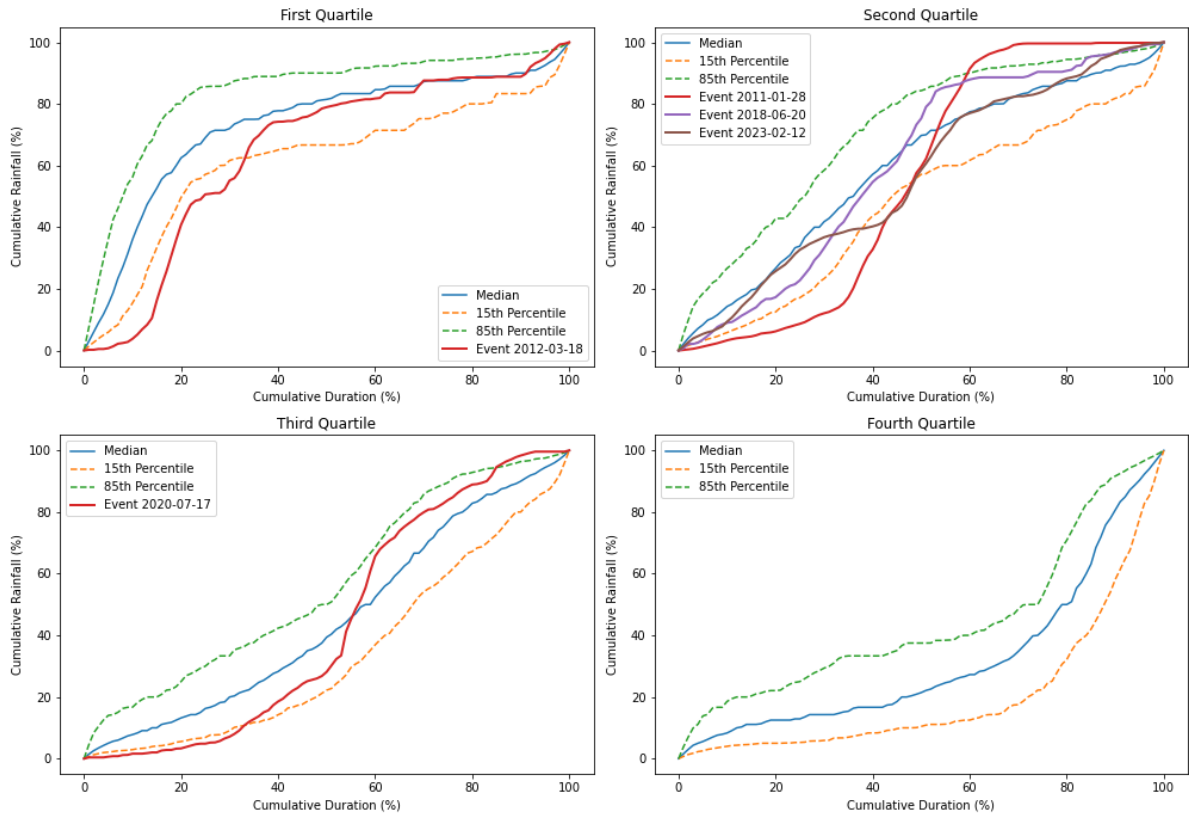 First Quartile
100
80
60
40
20
0
Cumulative Rainfall (%)
Median
15th Percentile
85th Percentile
Event 2012-03-18
0 20 40 60 80 100
Cumulative Duration (%)
Second Quartile
100
80
60
40
20
0
Cumulative Rainfall (%)
Median
15th Percentile
85th Percentile
Event 2011-01-28
Event 2018-06-20
Event 2023-02-12
0 20 40 60 80 100
Cumulative Duration (%)
Third Quartile
100
80
60
40
20
0
Cumulative Rainfall (%)
Median
15th Percentile
85th Percentile
Event 2020-07-17
0 20 40 60 80 100
Cumulative Duration (%)
Fourth Quartile
100
80
60
40
20
0
Cumulative Rainfall (%)
Median
15th Percentile
85th Percentile
0 20 40 60 80 100
Cumulative Duration (%)